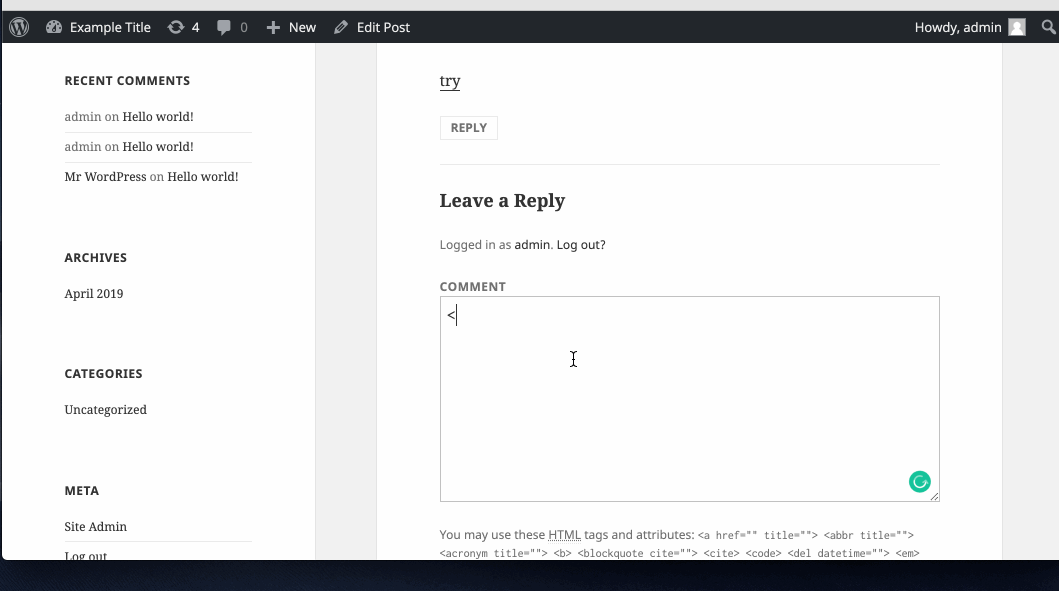 Example Title 4 0 New Edit Post Howdy, admin
RECENT COMMENTS
admin on Hello world!
admin on Hello world!
Mr WordPress on Hello world!
ARCHIVES
April 2019
CATEGORIES
Uncategorized
META
Site Admin
Log out
try
REPLY
Leave a Reply
Logged in as admin. Log out?
COMMENT
<
You may use these HTML tags and attributes: <a href="" title=""> <abbr title="">
<acronym title=""> <b> <blockquote cite=""> <cite> <code> <del datetime=""> <em>